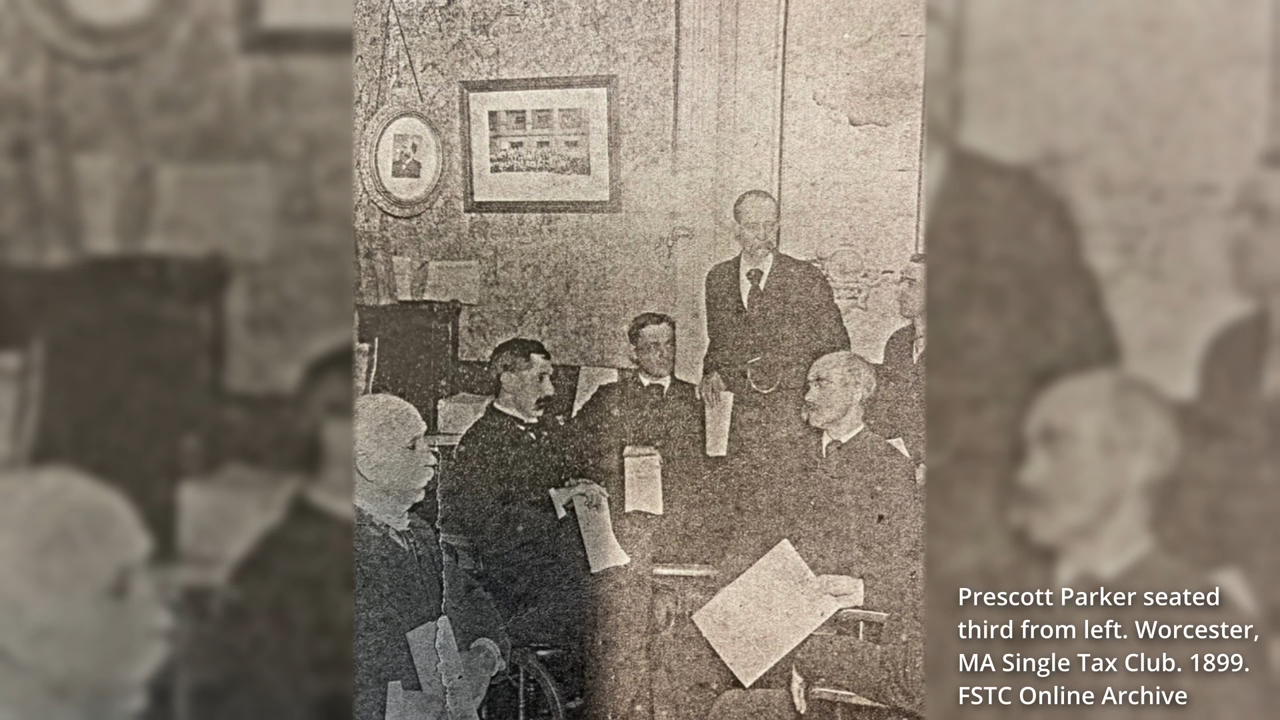 Prescott Parker seated
third from left. Worcester,
MA Single Tax Club. 1899.
FSTC Online Archive